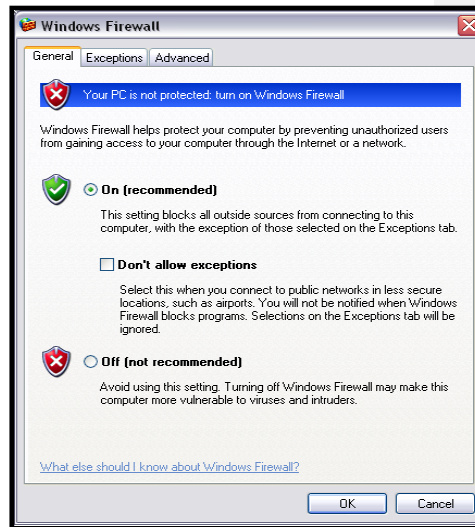 Windows Firewall
General Exceptions Advanced
Your PC is not protected: turn on Windows Firewall
Windows Firewall helps protect your computer by preventing unauthorized users
from gaining access to your computer through the Internet or a network.
On (recommended)
This setting blocks all outside sources from connecting to this
computer, with the exception of those selected on the Exceptions tab.
Don't allow exceptions
Select this when you connect to public networks in less secure
locations, such as airports. You will not be notified when Windows
Firewall blocks programs. Selections on the Exceptions tab will be
ignored.
Off (not recommended)
Avoid using this setting. Turning off Windows Firewall may make this
computer more vulnerable to viruses and intruders.
What else should I know about Windows Firewall?
OK Cancel